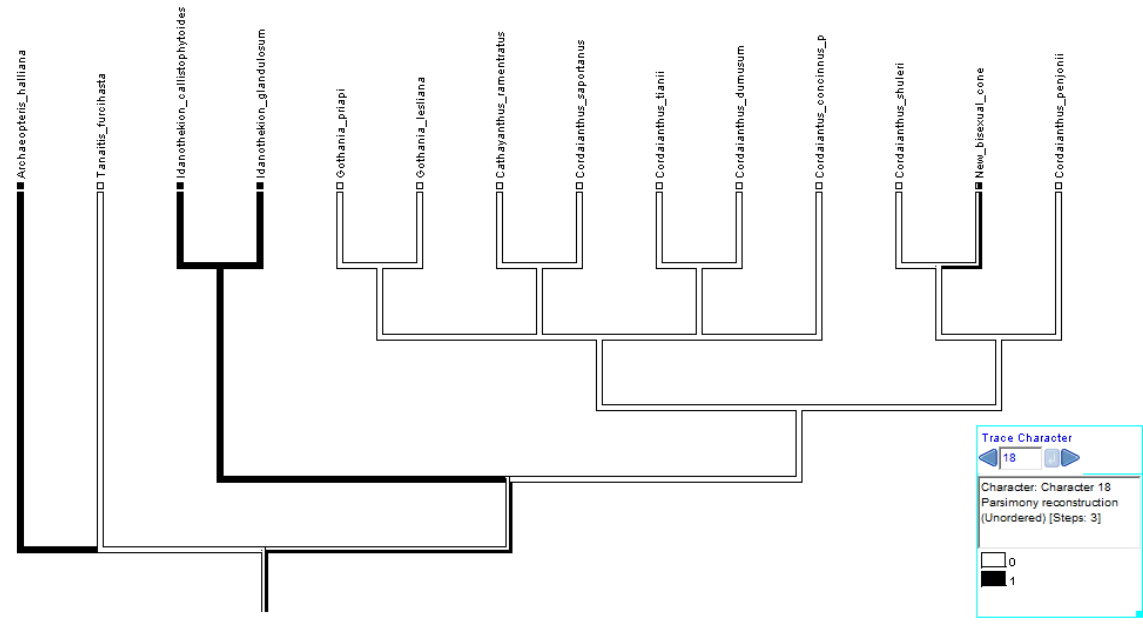 Archaeopteris_halliana
Tanaitis_furcihasta
Idanothekion_callistophytoides
Idanothekion_glandulosum
Gothania_priapi
Gothania_lesliana
Cathayanthus_ramentratus
Cordaianthus_saportanus
Cordaianthus_tianii
Cordaianthus_dumusum
Cordaiantus_concinnus_p
Cordaianthus_shuleri
New_bisexual_cone
Cordaianthus_penjonii
Trace Character
18
Character: Character 18
Parsimony reconstruction
(Unordered) [Steps: 3]
0
1